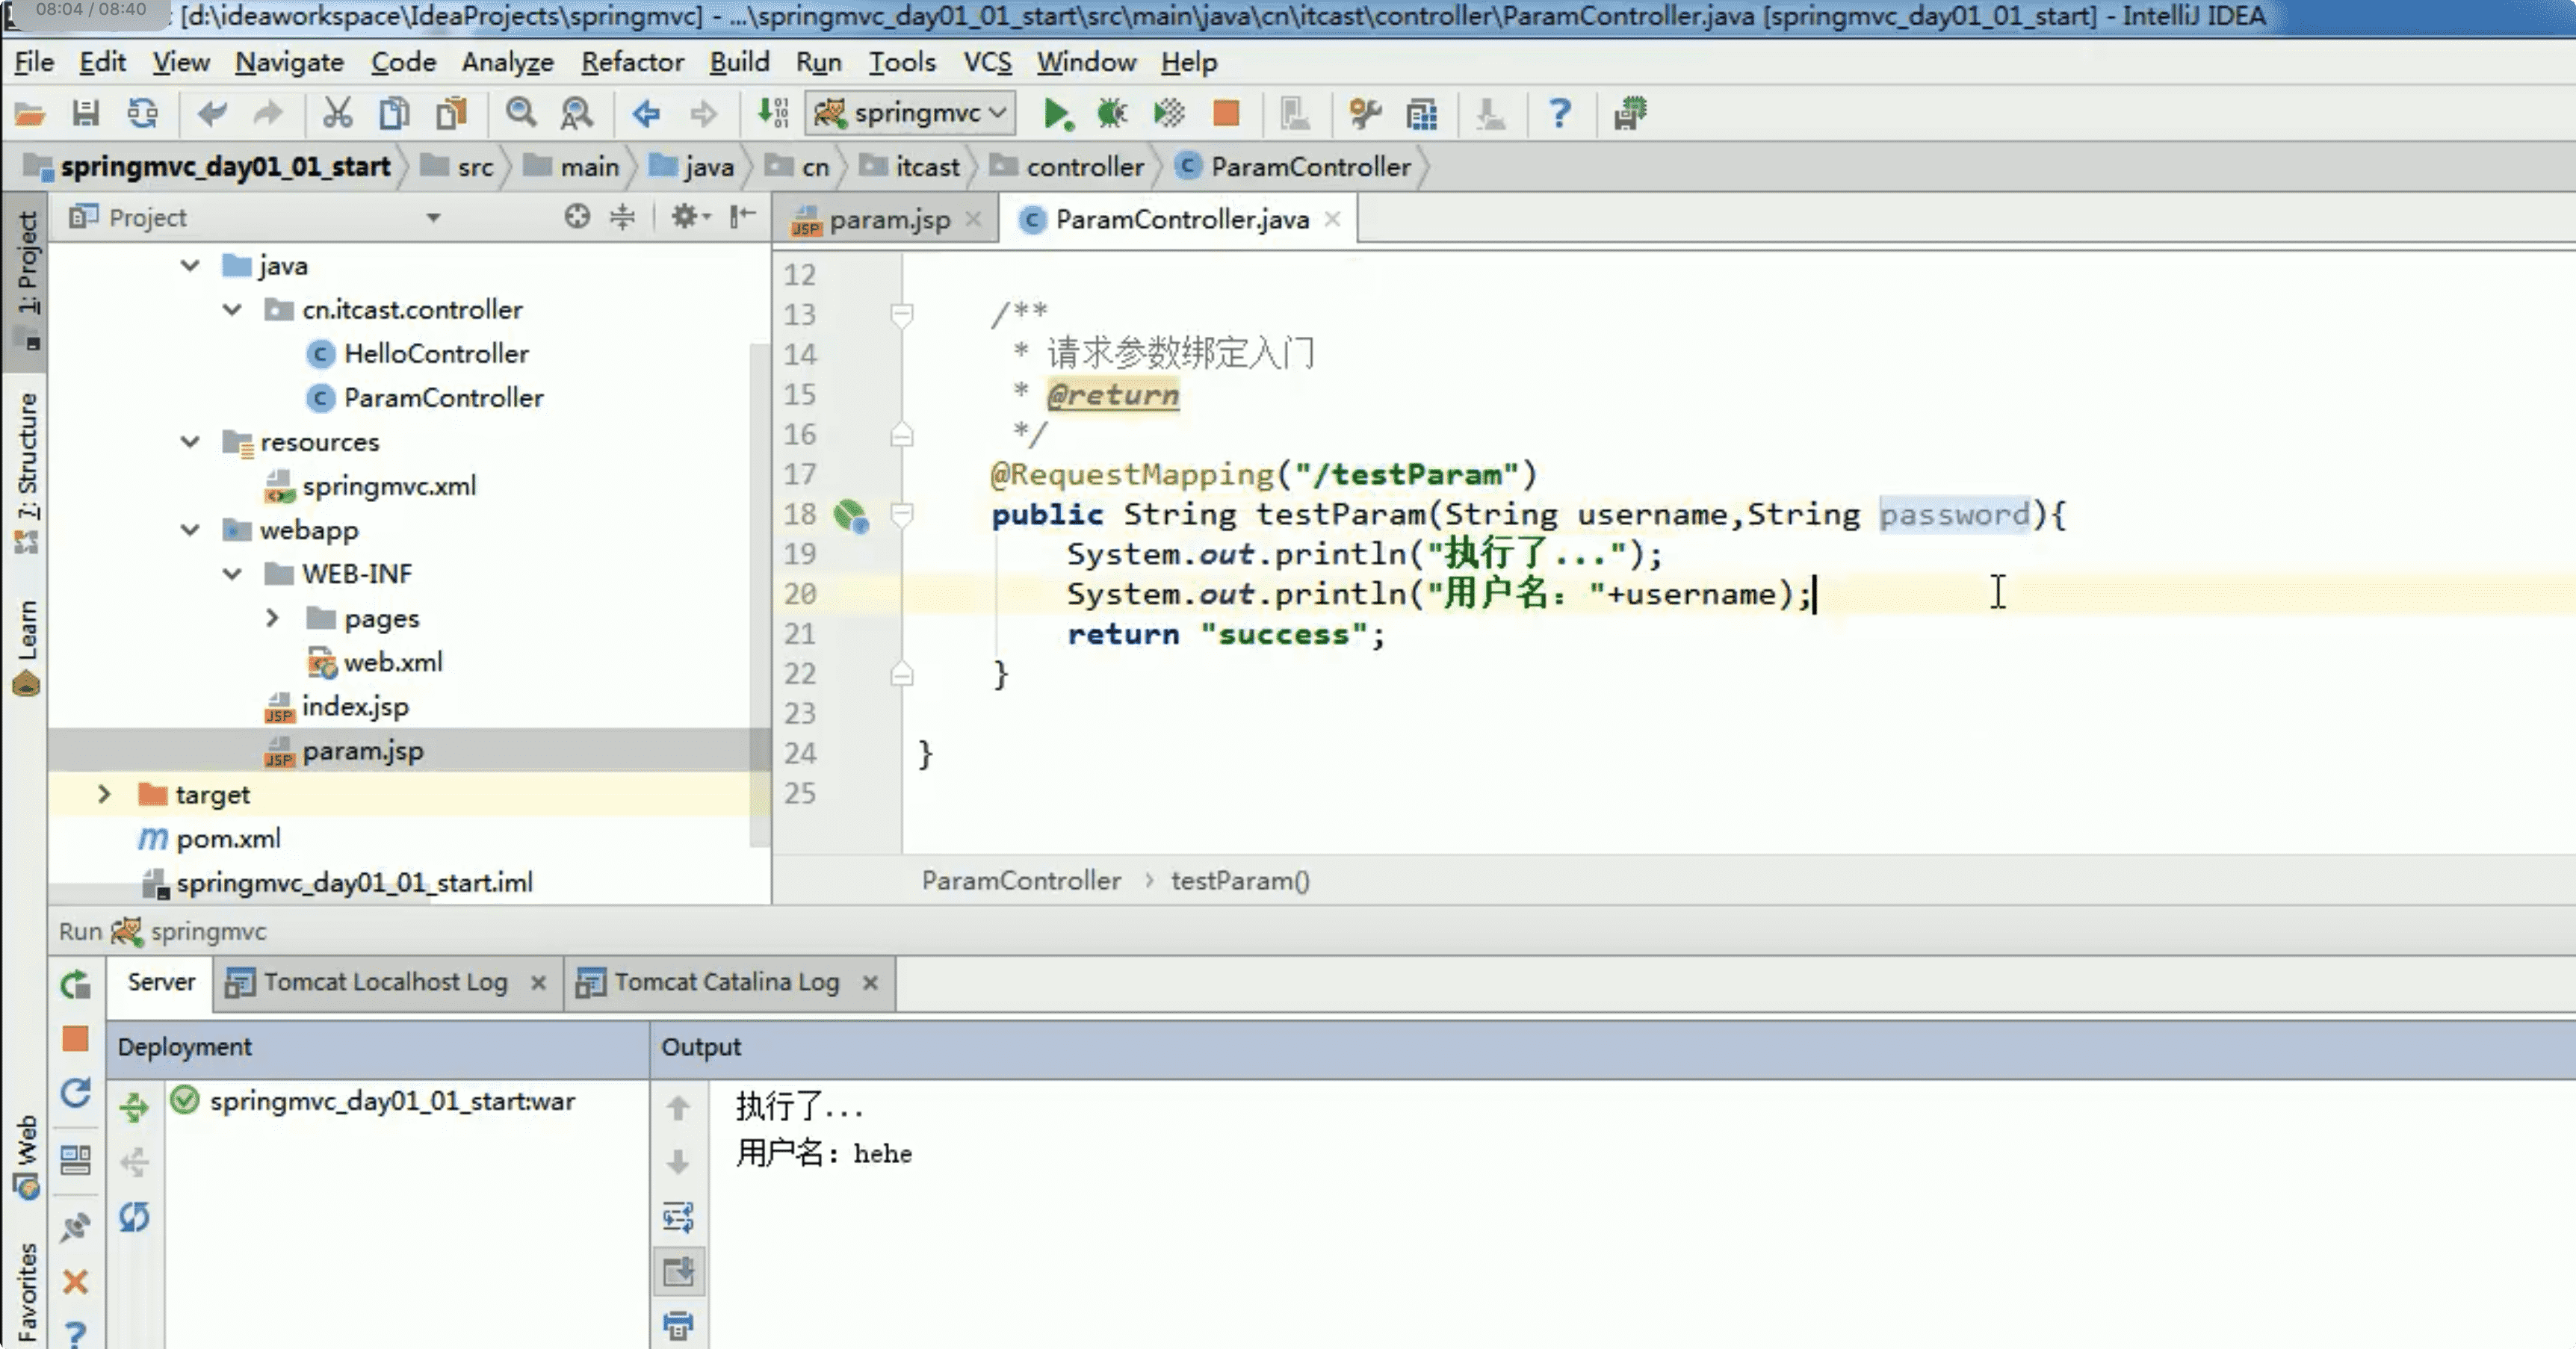 08:04 / 08:40
[d:\ideaworkspace\IdeaProjects\springmvc] - ...\springmvc_day01_01_start\src\main\java\cn\itcast\controller\ParamController.java [springmvc_day01_01_start] - IntelliJ IDEA
File Edit View Navigate Code Analyze Refactor Build Run Tools VCS Window Help
springmvc
springmvc_day01_01_start src main java cn itcast controller ParamController
1: Project
7: Structure
Learn
Web
Favorites
Project
java
cn.itcast.controller
HelloController
ParamController
resources
springmvc.xml
webapp
WEB-INF
pages
web.xml
index.jsp
param.jsp
target
pom.xml
springmvc_day01_01_start.iml
param.jsp ParamController.java
12
13 /**
14 * 请求参数绑定入门
15 * @return
16 */
17 @RequestMapping("/testParam")
18 public String testParam(String username,String password){
19 System.out.println("执行了...");
20 System.out.println("用户名："+username);
21 return "success";
22 }
23
24 }
25
ParamController > testParam()
Run springmvc
Server Tomcat Localhost Log Tomcat Catalina Log
Deployment
springmvc_day01_01_start:war
Output
执行了...
用户名：hehe